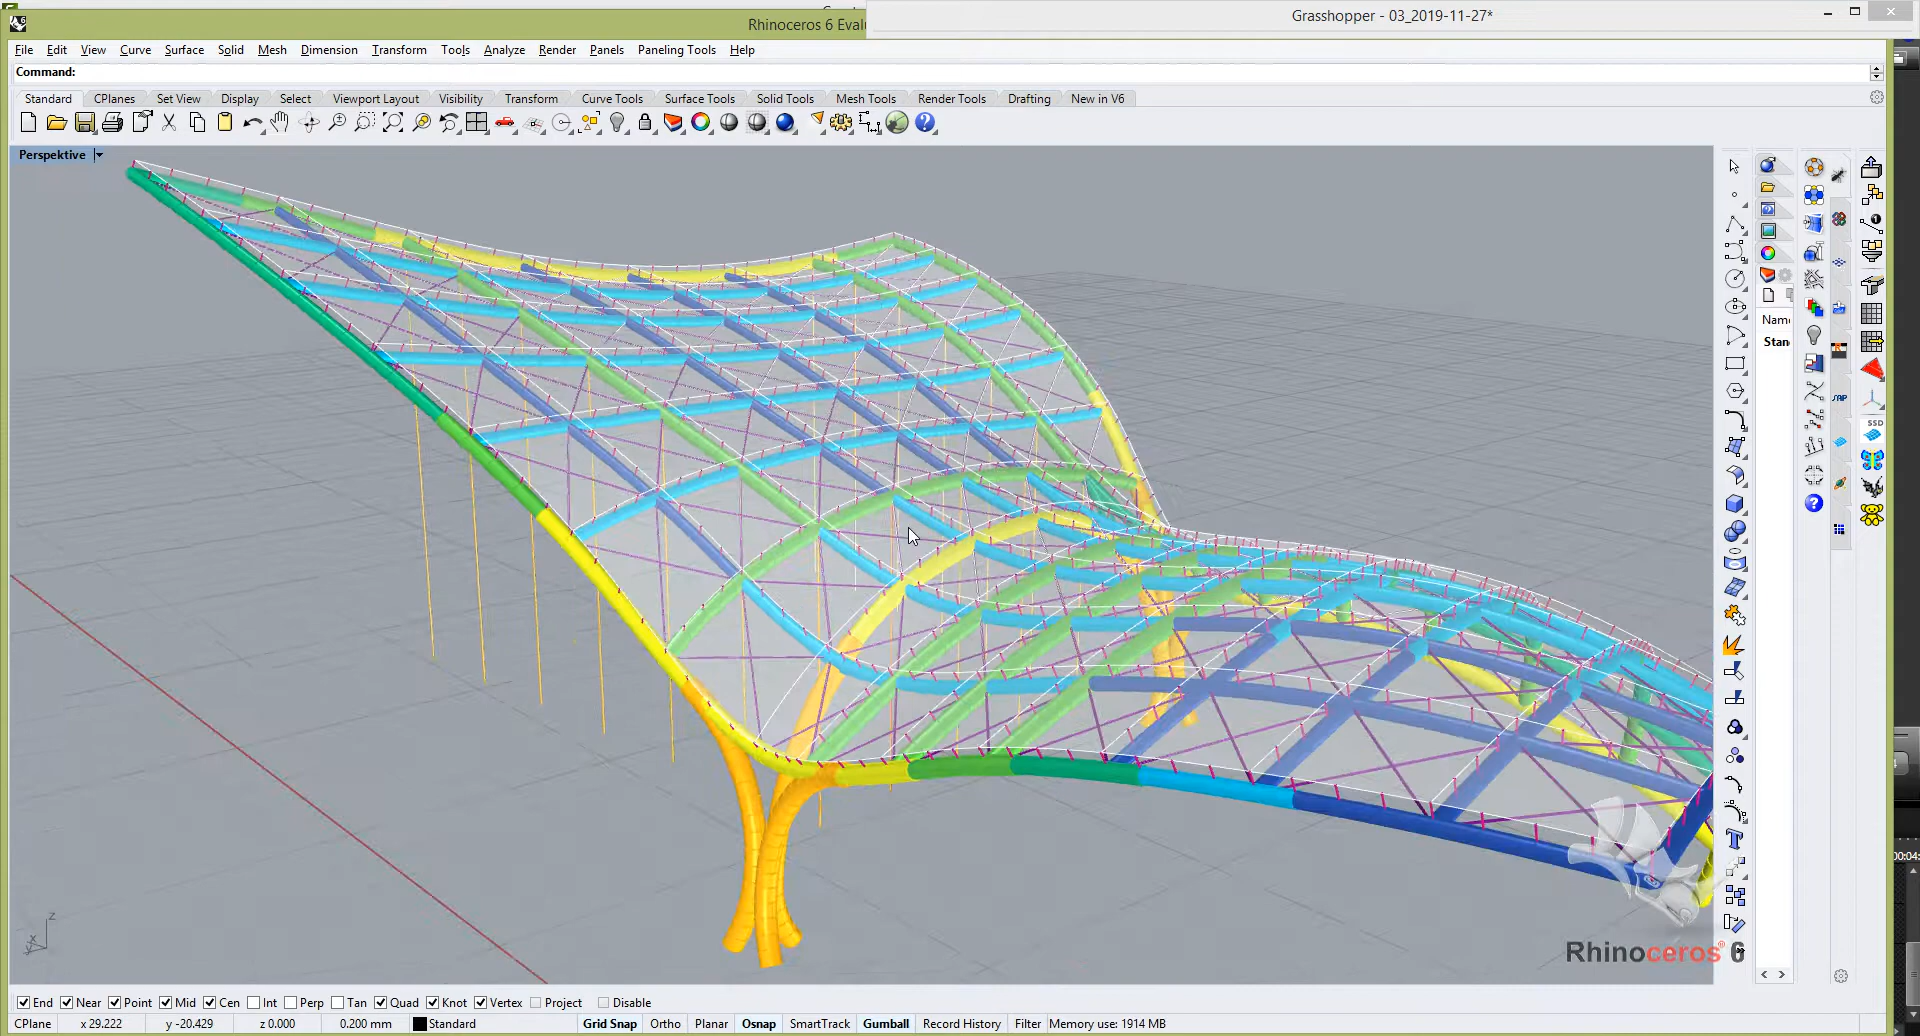 Rhinoceros 6 Evalu
Grasshopper - 03_2019-11-27*
File Edit View Curve Surface Solid Mesh Dimension Transform Tools Analyze Render Panels Paneling Tools Help
Command:
Standard CPlanes Set View Display Select Viewport Layout Visibility Transform Curve Tools Surface Tools Solid Tools Mesh Tools Render Tools Drafting New in V6
Perspektive
Name
Stan
SAP
SSD
z
x
y
00:04:
Rhinoceros® 6
End Near Point Mid Cen Int Perp Tan Quad Knot Vertex Project Disable
CPlane x 29.222 y -20.429 z 0.000 0.200 mm Standard Grid Snap Ortho Planar Osnap SmartTrack Gumball Record History Filter Memory use: 1914 MB